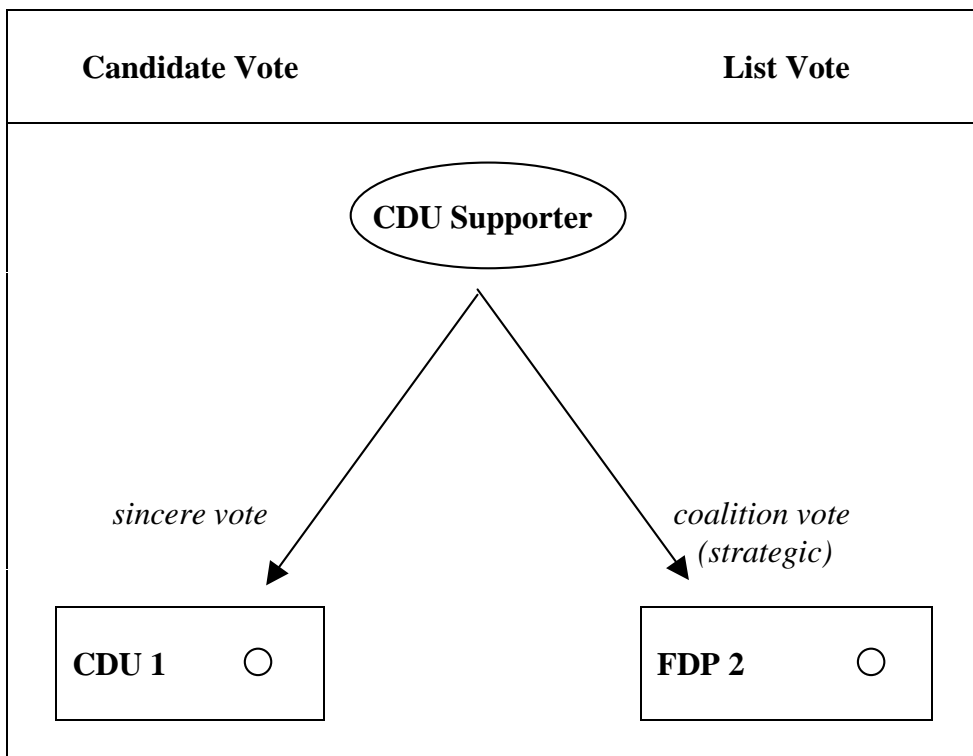 Candidate Vote List Vote
CDU Supporter
sincere vote
coalition vote
(strategic)
CDU 1
FDP 2